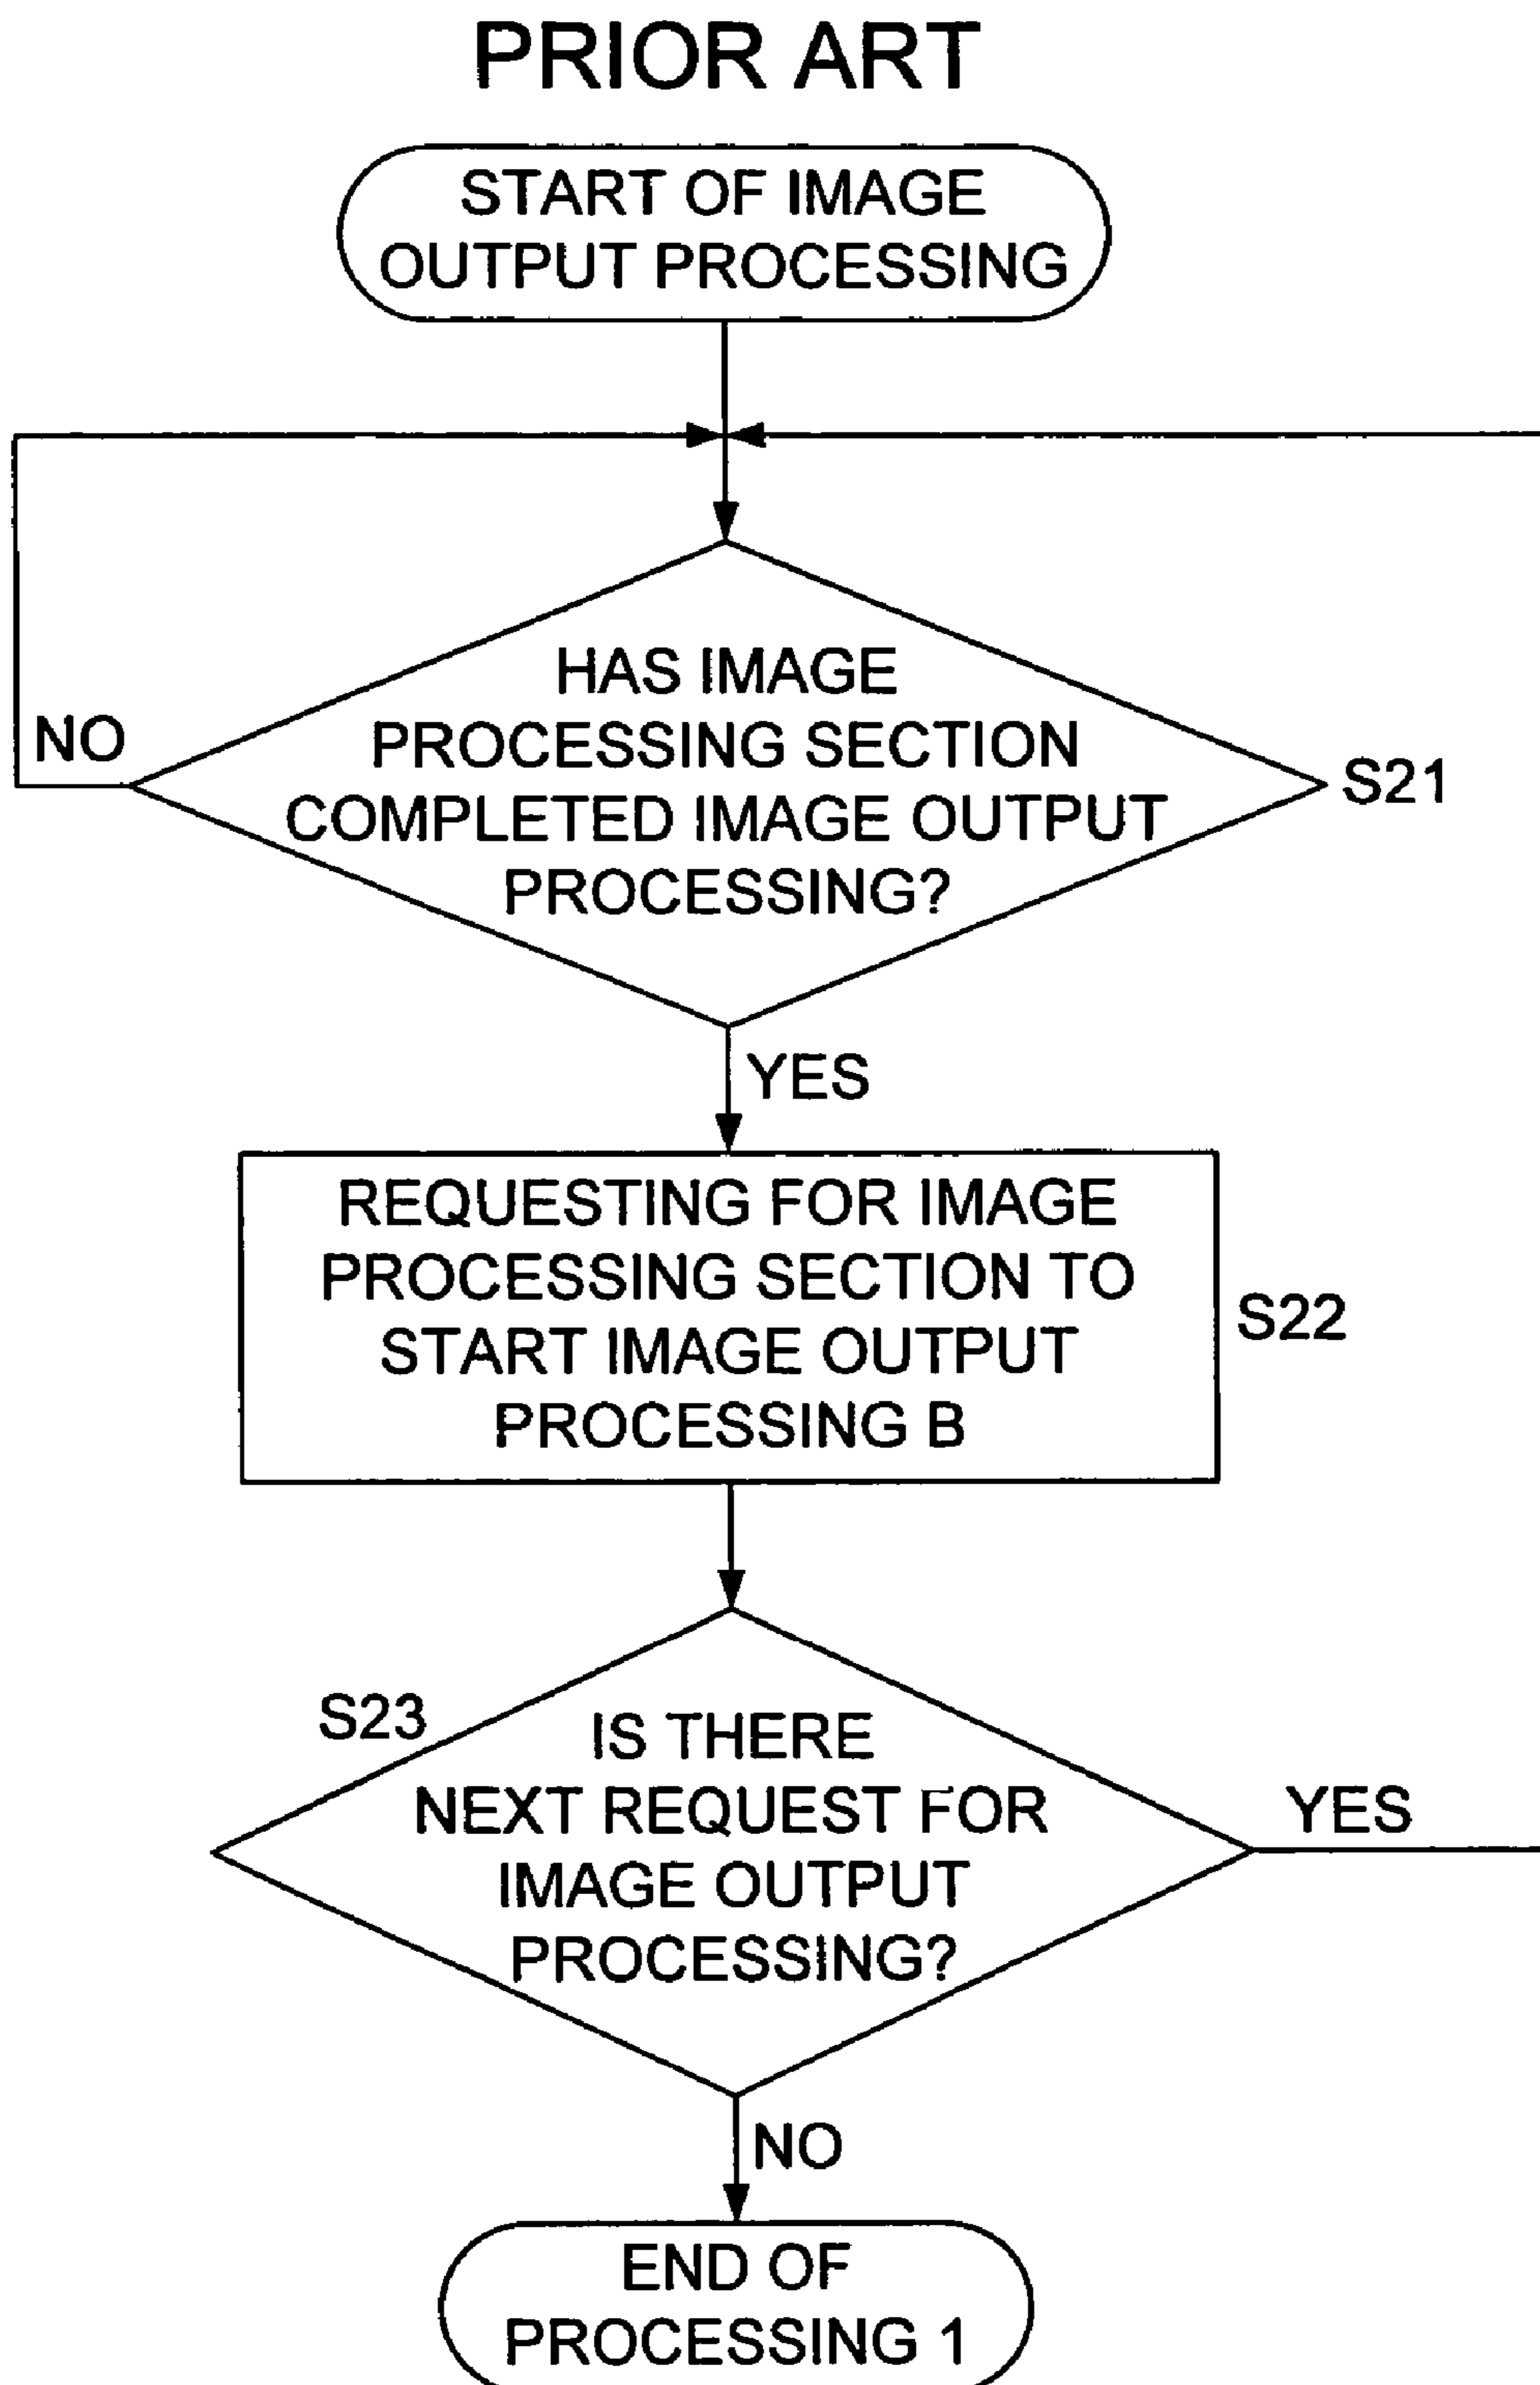 PRIOR ART
START OF IMAGE
OUTPUT PROCESSING
HAS IMAGE
PROCESSING SECTION
COMPLETED IMAGE OUTPUT
PROCESSING?
NO
S21
YES
REQUESTING FOR IMAGE
PROCESSING SECTION TO
START IMAGE OUTPUT
PROCESSING B
S22
S23
IS THERE
NEXT REQUEST FOR
IMAGE OUTPUT
PROCESSING?
YES
NO
END OF
PROCESSING 1